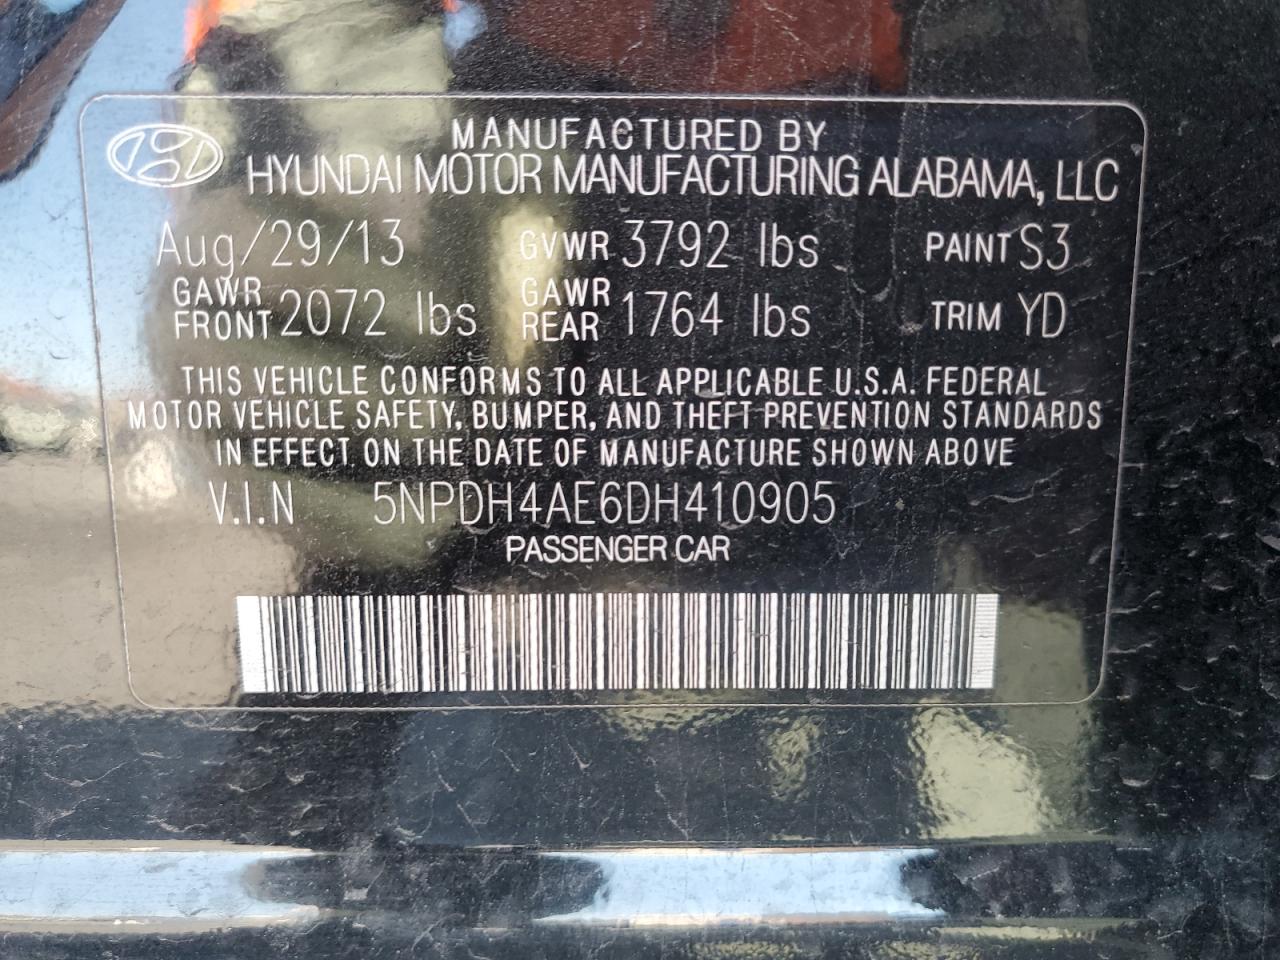 MANUFACTURED BY
HYUNDAI MOTOR MANUFACTURING ALABAMA, LLC
Aug/29/13 GVWR 3792 lbs PAINT S3
GAWR FRONT 2072 lbs GAWR REAR 1764 lbs TRIM YD
THIS VEHICLE CONFORMS TO ALL APPLICABLE U.S.A. FEDERAL
MOTOR VEHICLE SAFETY, BUMPER, AND THEFT PREVENTION STANDARDS
IN EFFECT ON THE DATE OF MANUFACTURE SHOWN ABOVE
V.I.N 5NPDH4AE6DH410905
PASSENGER CAR